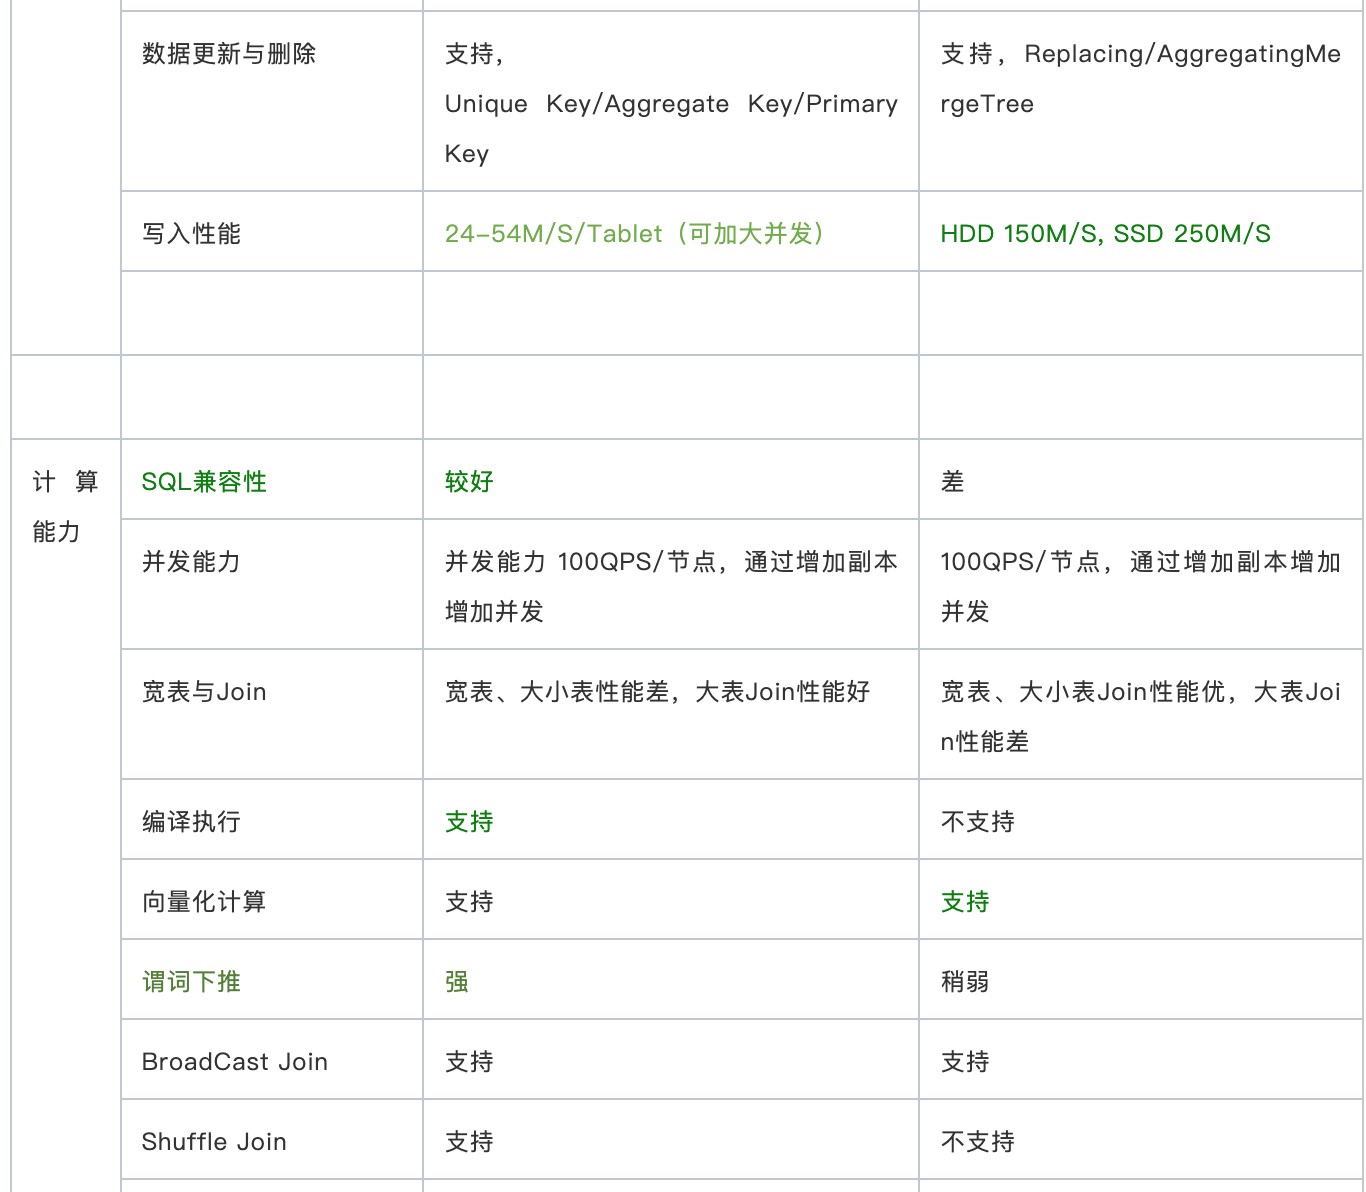 数据更新与删除
支持,
Unique Key/Aggregate Key/Primary
Key
支持，Replacing/AggregatingMe
rgeTree
写入性能
24-54M/S/Tablet（可加大并发）
HDD 150M/S, SSD 250M/S
计 算
能力
SQL兼容性
较好
差
并发能力
并发能力 100QPS/节点，通过增加副本
增加并发
100QPS/节点，通过增加副本增加
并发
宽表与Join
宽表、大小表性能差，大表Join性能好
宽表、大小表Join性能优，大表Joi
n性能差
编译执行
支持
不支持
向量化计算
支持
支持
谓词下推
强
稍弱
BroadCast Join
支持
支持
Shuffle Join
支持
不支持